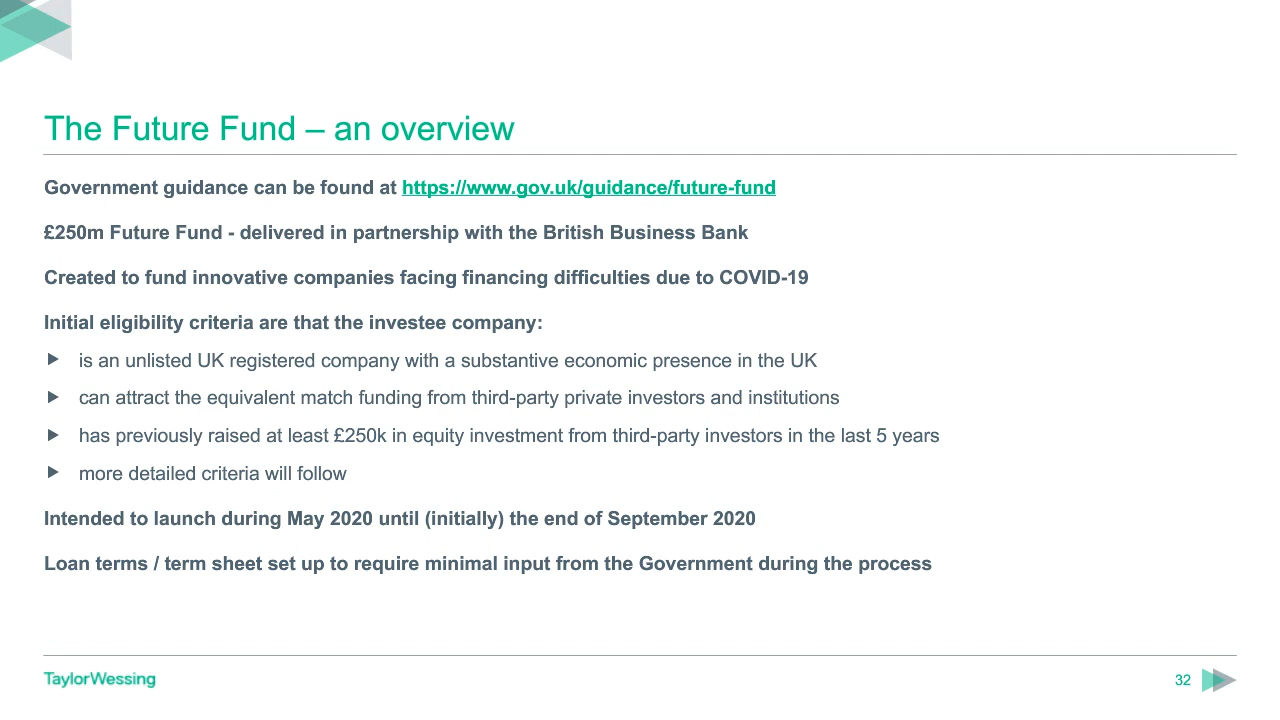 The Future Fund – an overview
Government guidance can be found at https://www.gov.uk/guidance/future-fund
£250m Future Fund - delivered in partnership with the British Business Bank
Created to fund innovative companies facing financing difficulties due to COVID-19
Initial eligibility criteria are that the investee company:
is an unlisted UK registered company with a substantive economic presence in the UK
can attract the equivalent match funding from third-party private investors and institutions
has previously raised at least £250k in equity investment from third-party investors in the last 5 years
more detailed criteria will follow
Intended to launch during May 2020 until (initially) the end of September 2020
Loan terms / term sheet set up to require minimal input from the Government during the process
TaylorWessing
32